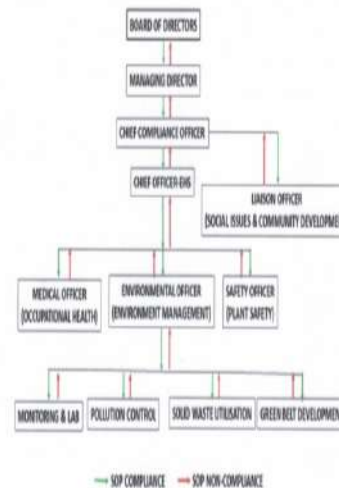 BOARD OF DIRECTORS
MANAGING DIRECTOR
CHIEF COMPLIANCE OFFICER
CHIEF OFFICER-EHS
LIAISON OFFICER
(SOCIAL ISSUES & COMMUNITY DEVELOPME
MEDICAL OFFICER
(OCCUPATIONAL HEALTH)
ENVIRONMENTAL OFFICER
(ENVIRONMENT MANAGEMENT)
SAFETY OFFICER
(PLANT SAFETY)
MONITORING & LAB
POLLUTION CONTROL
SOLID WASTE UTILISATION
GREEN BELT DEVELOPMEN
SOP COMPLIANCE
SOP NON-COMPLIANCE